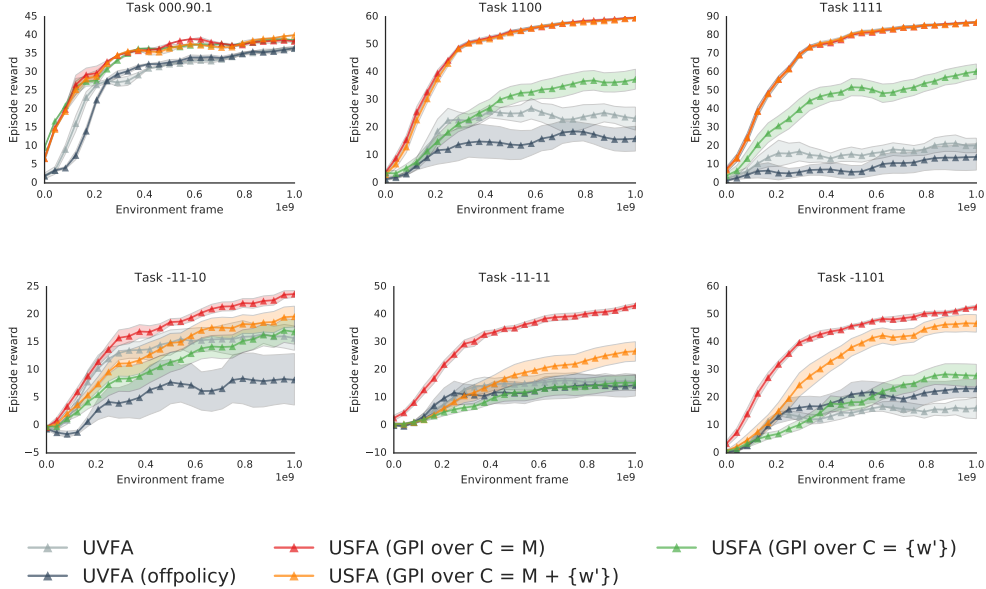 Task 000.90.1
Task 1100
Task 1111
45
40
35
30
25
20
15
10
5
0
Episode reward
0.0 0.2 0.4 0.6 0.8 1.0
1e9
Environment frame
60
50
40
30
20
10
0
Episode reward
0.0 0.2 0.4 0.6 0.8 1.0
1e9
Environment frame
90
80
70
60
50
40
30
20
10
0
Episode reward
0.0 0.2 0.4 0.6 0.8 1.0
1e9
Environment frame
Task -11-10
Task -11-11
Task -1101
25
20
15
10
5
0
−5
Episode reward
0.0 0.2 0.4 0.6 0.8 1.0
1e9
Environment frame
50
40
30
20
10
0
−10
Episode reward
0.0 0.2 0.4 0.6 0.8 1.0
1e9
Environment frame
60
50
40
30
20
10
0
Episode reward
0.0 0.2 0.4 0.6 0.8 1.0
1e9
Environment frame
UVFA
UVFA (offpolicy)
USFA (GPI over C = M)
USFA (GPI over C = M + {w'})
USFA (GPI over C = {w'})